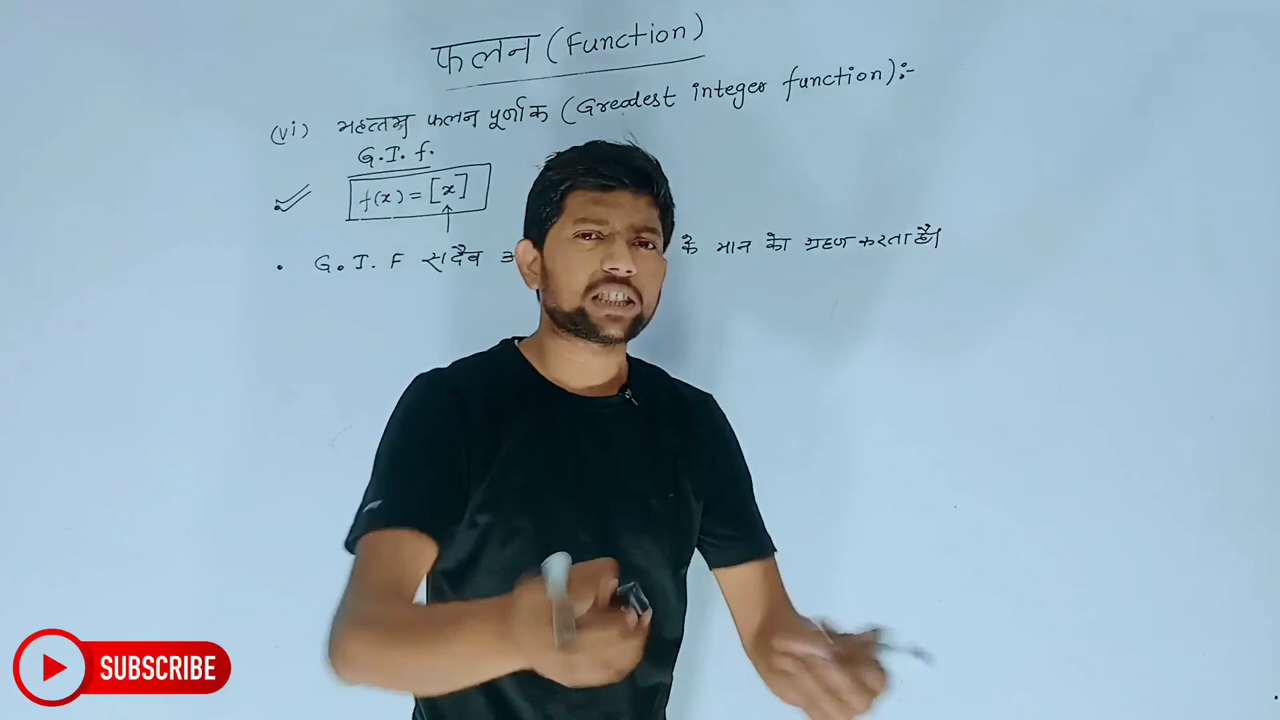 फलन (Function)
(vi) महत्तम फलन पूर्णांक (Greatest integer function):-
G.I.f.
f(x) = [x]
• G.I.F सदैव के मान को ग्रहण करता है।
SUBSCRIBE